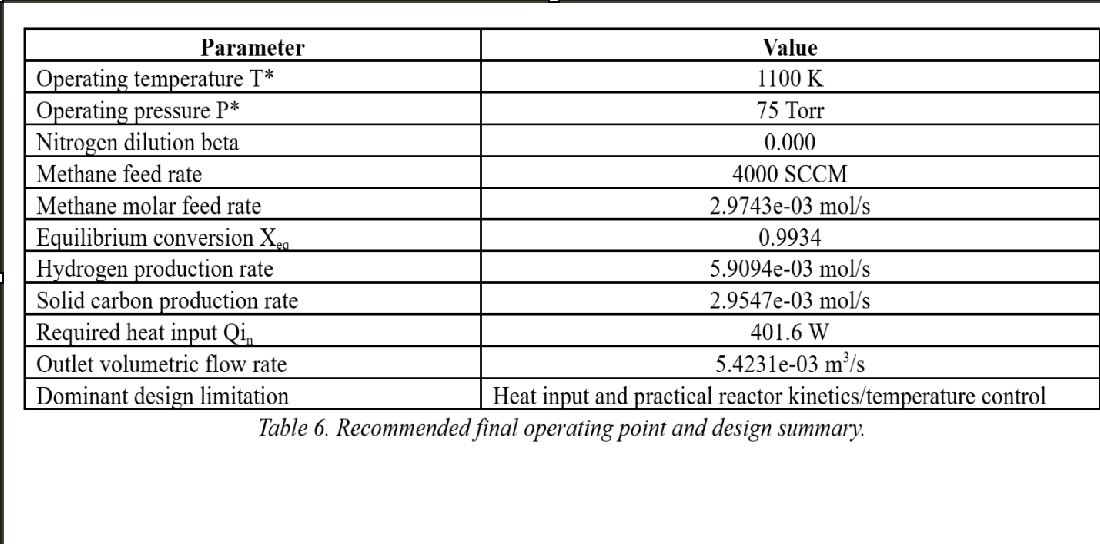 Parameter Value
Operating temperature T* 1100 K
Operating pressure P* 75 Torr
Nitrogen dilution beta 0.000
Methane feed rate 4000 SCCM
Methane molar feed rate 2.9743e-03 mol/s
Equilibrium conversion Xeq 0.9934
Hydrogen production rate 5.9094e-03 mol/s
Solid carbon production rate 2.9547e-03 mol/s
Required heat input Qin 401.6 W
Outlet volumetric flow rate 5.4231e-03 m³/s
Dominant design limitation Heat input and practical reactor kinetics/temperature control
Table 6. Recommended final operating point and design summary.